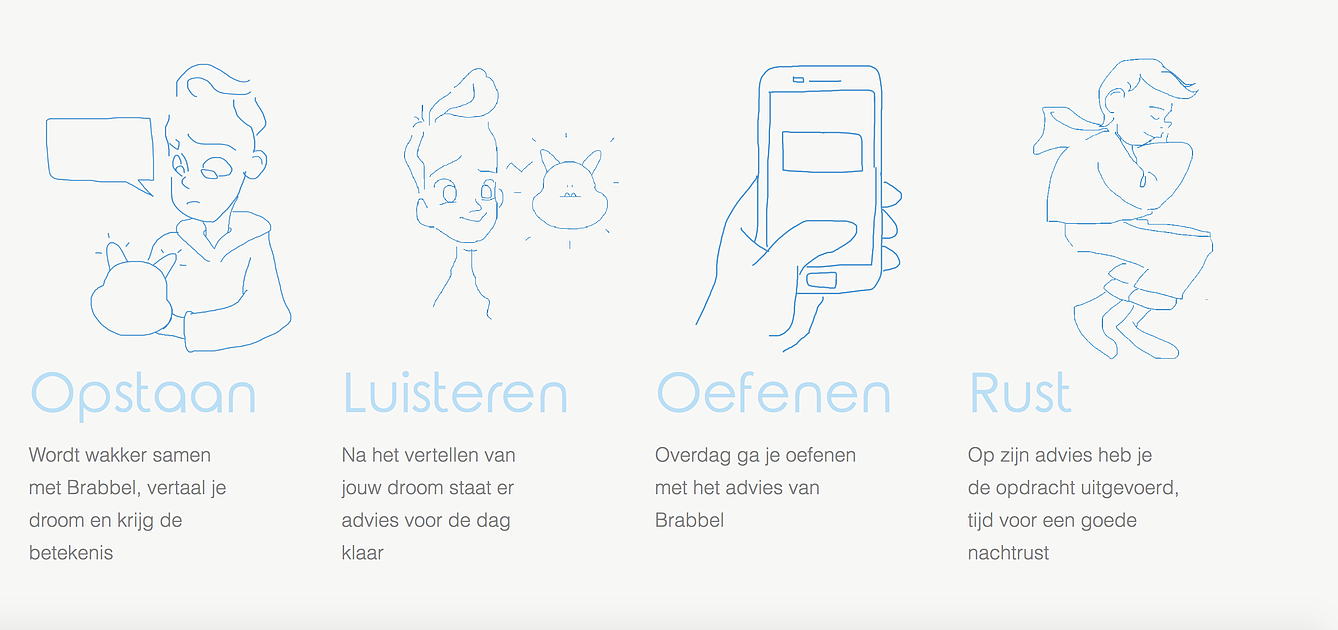 Opstaan
Wordt wakker samen
met Brabbel, vertaal je
droom en krijg de
betekenis
Luisteren
Na het vertellen van
jouw droom staat er
advies voor de dag
klaar
Oefenen
Overdag ga je oefenen
met het advies van
Brabbel
Rust
Op zijn advies heb je
de opdracht uitgevoerd,
tijd voor een goede
nachtrust